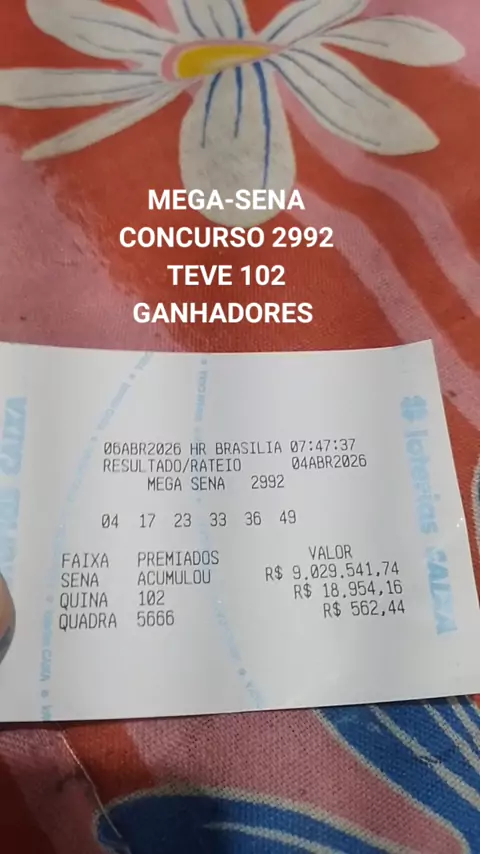 MEGA-SENA
CONCURSO 2992
TEVE 102
GANHADORES
06ABR2026 HR BRASILIA 07:47:37
RESULTADO/RATEIO 04ABR2026
MEGA SENA 2992
04 17 23 33 36 49
FAIXA PREMIADOS VALOR
SENA ACUMULOU R$ 9.029.541,74
QUINA 102 R$ 18.954,16
QUADRA 5666 R$ 562,44
loterias CAIXA